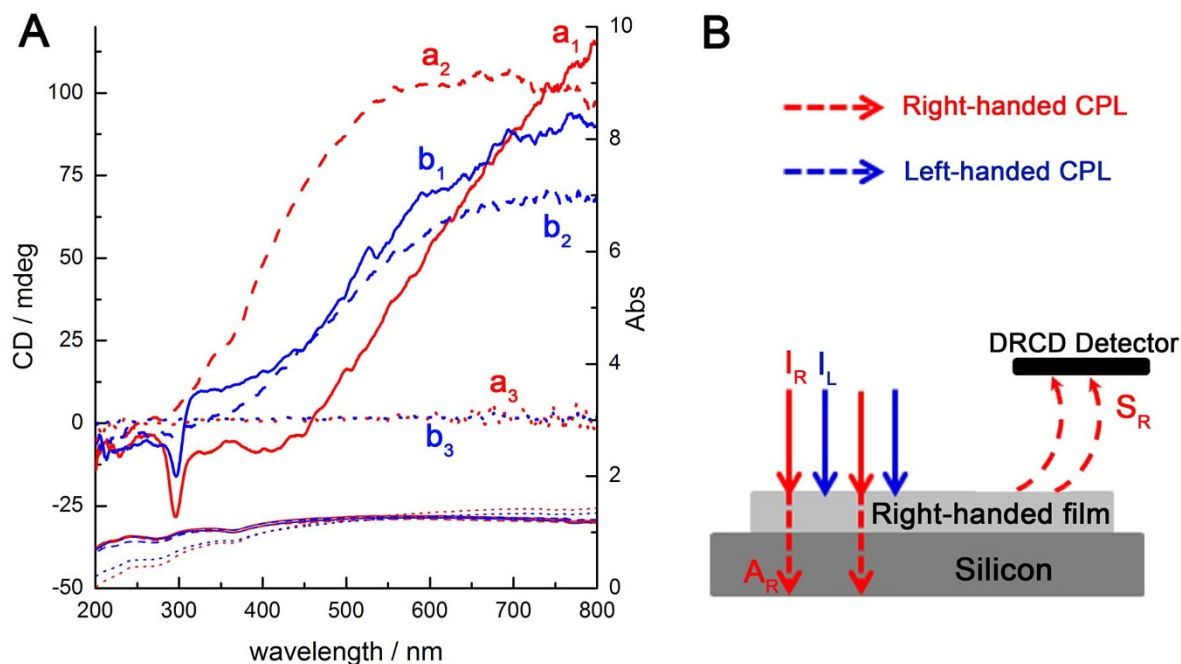 A
CD / mdeg
100
75
50
25
0
-25
-50
10
8
6
4
2
0
Abs
200 300 400 500 600 700 800
wavelength / nm
a1
a2
b1
b2
a3
b3
B
Right-handed CPL
Left-handed CPL
DRCD Detector
IR IL
SR
Right-handed film
AR
Silicon